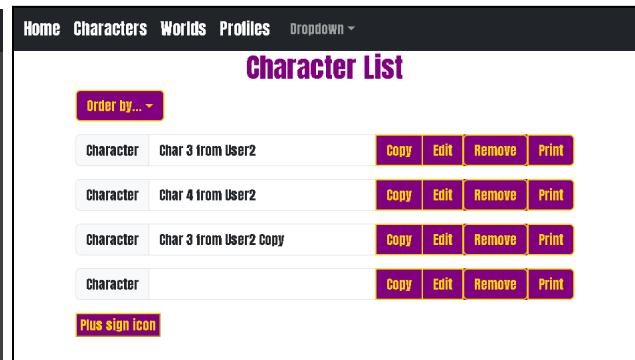 Home Characters Worlds Profiles Dropdown
Character List
Order by...
Character Char 3 from User2 Copy Edit Remove Print
Character Char 4 from User2 Copy Edit Remove Print
Character Char 3 from User2 Copy Copy Edit Remove Print
Character Copy Edit Remove Print
Plus sign icon